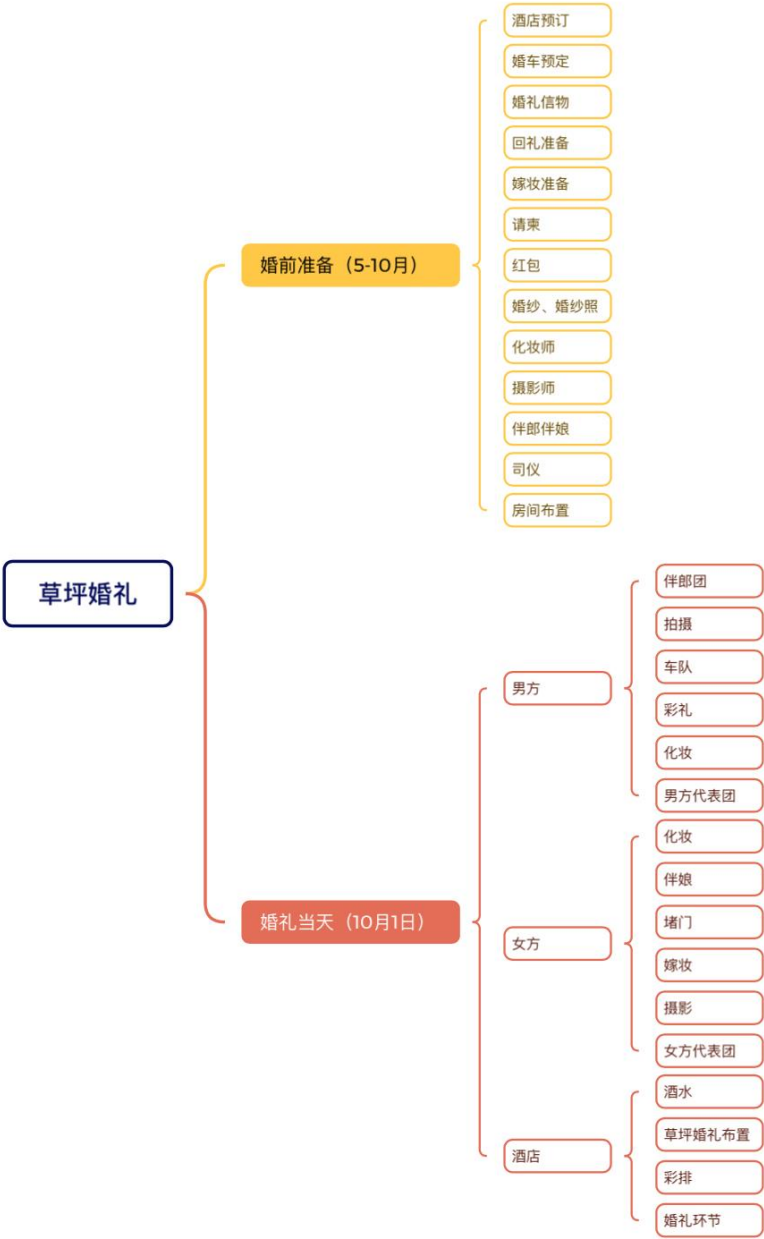 草坪婚礼
婚前准备（5-10月）
酒店预订
婚车预定
婚礼信物
回礼准备
嫁妆准备
请柬
红包
婚纱、婚纱照
化妆师
摄影师
伴郎伴娘
司仪
房间布置
婚礼当天（10月1日）
男方
伴郎团
拍摄
车队
彩礼
化妆
男方代表团
女方
化妆
伴娘
堵门
嫁妆
摄影
女方代表团
酒店
酒水
草坪婚礼布置
彩排
婚礼环节